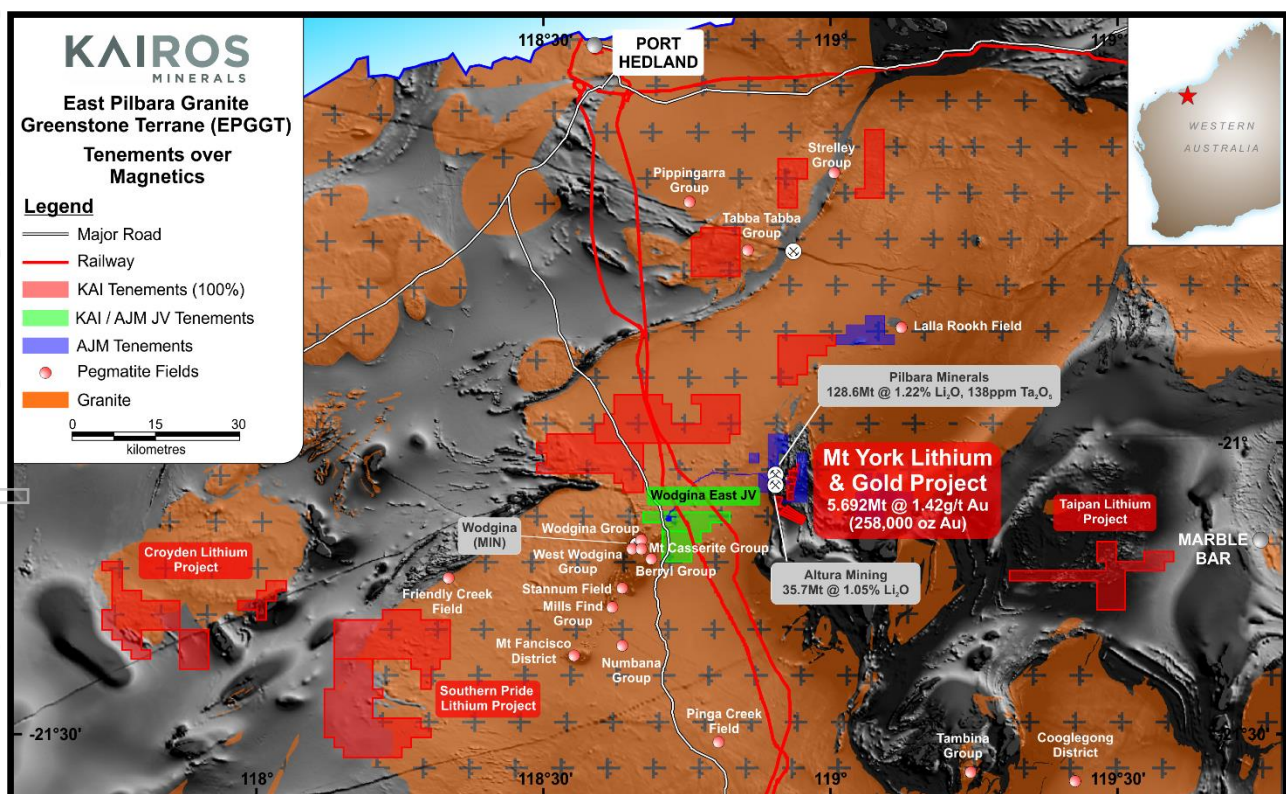 KAIROS
MINERALS
East Pilbara Granite
Greenstone Terrane (EPGGT)
Tenements over
Magnetics
Legend
Major Road
Railway
KAI Tenements (100%)
KAI / AJM JV Tenements
AJM Tenements
Pegmatite Fields
Granite
0 15 30
kilometres
118°30'
PORT
HEDLAND
119°
119°
WESTERN
AUSTRALIA
Strelley
Group
Pippingarra
Group
Tabba Tabba
Group
Lalla Rookh Field
Pilbara Minerals
128.6Mt @ 1.22% Li₂O, 138ppm Ta₂O₅
-21°
Mt York Lithium
& Gold Project
5.692Mt @ 1.42g/t Au
(258,000 oz Au)
Wodgina East JV
Taipan Lithium
Project
MARBLE
BAR
Wodgina
(MIN)
Wodgina Group
West Wodgina
Group
Mt Casserite Group
Berryl Group
Croyden Lithium
Project
Friendly Creek
Field
Stannum Field
Mills Find
Group
Altura Mining
35.7Mt @ 1.05% Li₂O
Mt Fancisco
District
Numbana
Group
Southern Pride
Lithium Project
Pinga Creek
Field
-21°30'
-21°30'
Tambina
Group
Cooglegong
District
118°
118°30'
119°
119°30'